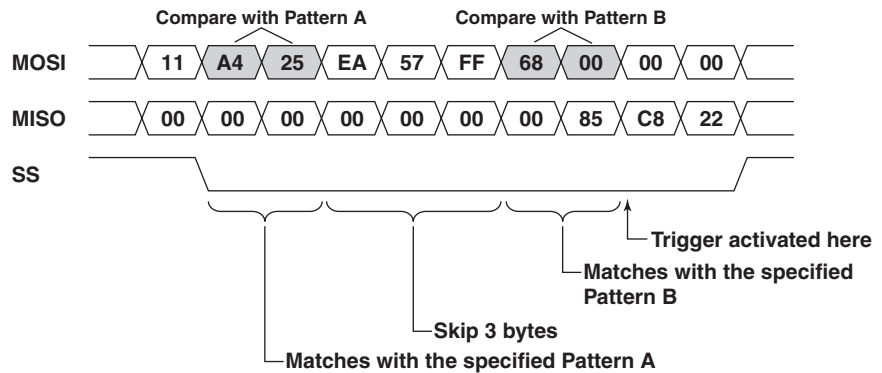 Compare with Pattern A Compare with Pattern B
MOSI 11 A4 25 EA 57 FF 68 00 00 00
MISO 00 00 00 00 00 00 00 85 C8 22
SS
Trigger activated here
Matches with the specified
Pattern B
Skip 3 bytes
Matches with the specified Pattern A